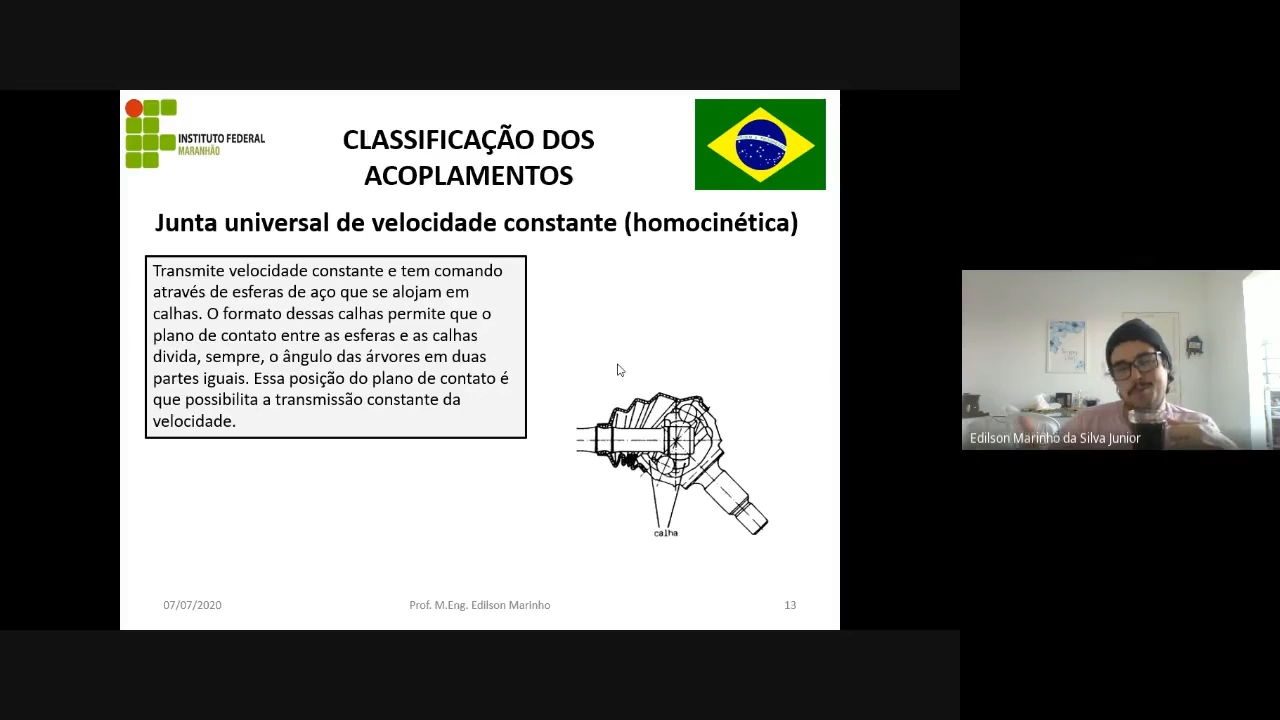 INSTITUTO FEDERAL
MARANHÃO
CLASSIFICAÇÃO DOS
ACOPLAMENTOS
Junta universal de velocidade constante (homocinética)
Transmite velocidade constante e tem comando
através de esferas de aço que se alojam em
calhas. O formato dessas calhas permite que o
plano de contato entre as esferas e as calhas
divida, sempre, o ângulo das árvores em duas
partes iguais. Essa posição do plano de contato é
que possibilita a transmissão constante da
velocidade.
calha
07/07/2020
Prof. M.Eng. Edilson Marinho
13
Edilson Marinho da Silva Junior